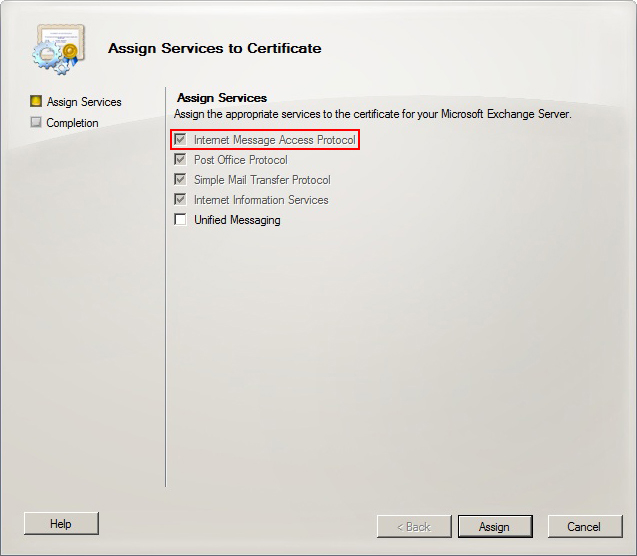 Assign Services to Certificate
Assign Services
Completion
Assign Services
Assign the appropriate services to the certificate for your Microsoft Exchange Server.
Internet Message Access Protocol
Post Office Protocol
Simple Mail Transfer Protocol
Internet Information Services
Unified Messaging
Help
< Back
Assign
Cancel